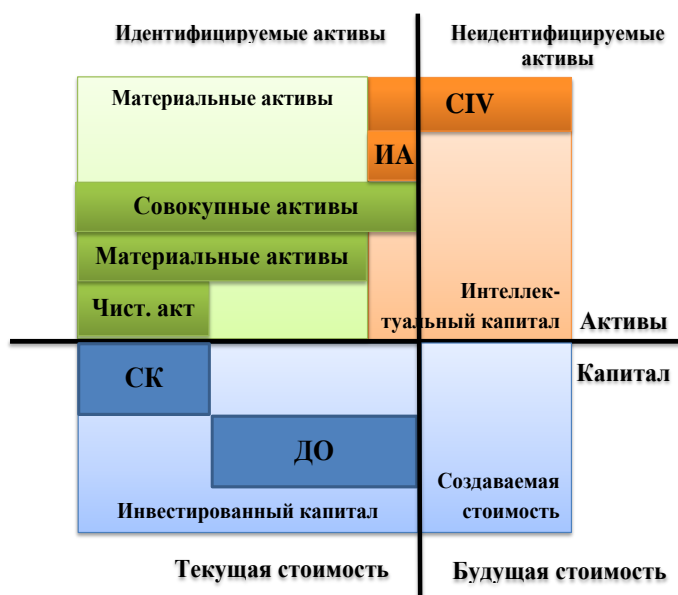 Идентифицируемые активы
Неидентифицируемые
активы
Материальные активы
CIV
ИА
Совокупные активы
Материальные активы
Чист. акт
Интеллек-
туальный капитал
Активы
СК
Капитал
ДО
Создаваемая
стоимость
Инвестированный капитал
Текущая стоимость
Будущая стоимость